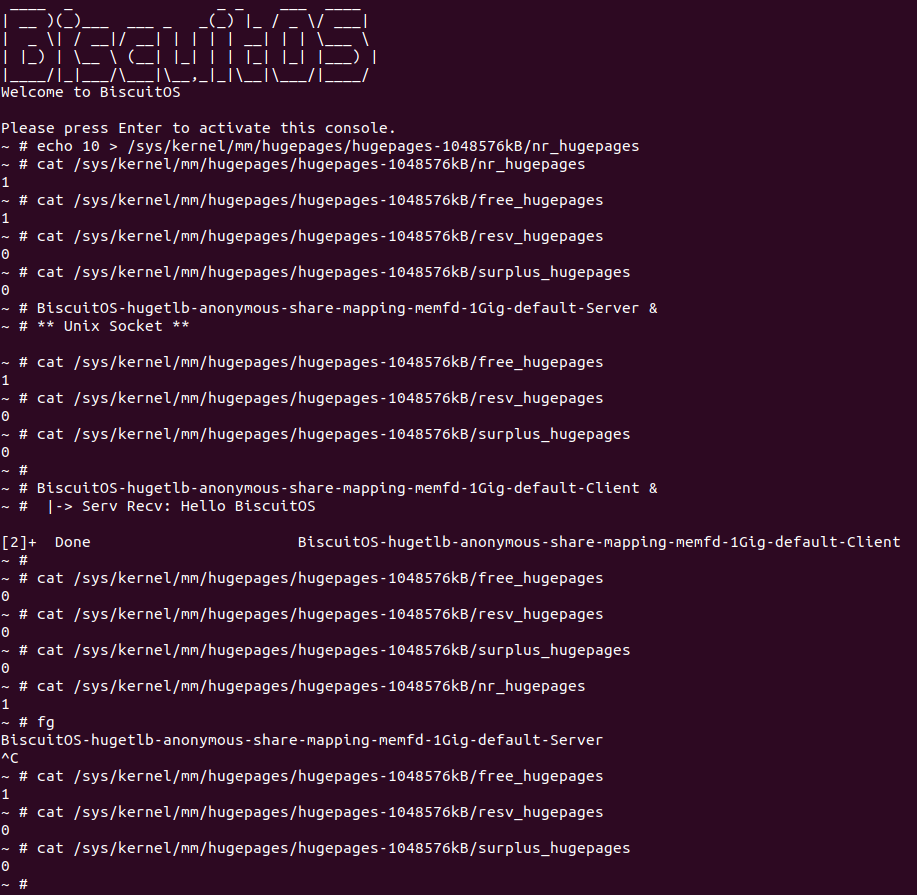 ____  _                _ _    ___  ____
| __ )(_)___  ___ _   _(_) |_ / _ \/ ___|
|  _ \| / __|/ __| | | | | __| | | \___ \
| |_) | \__ \ (__| |_| | | |_| |_| |___) |
|____/|_|___/\___|\__,_|_|\__|\___/|____/
Welcome to BiscuitOS
Please press Enter to activate this console.
~ # echo 10 > /sys/kernel/mm/hugepages/hugepages-1048576kB/nr_hugepages
~ # cat /sys/kernel/mm/hugepages/hugepages-1048576kB/nr_hugepages
1
~ # cat /sys/kernel/mm/hugepages/hugepages-1048576kB/free_hugepages
1
~ # cat /sys/kernel/mm/hugepages/hugepages-1048576kB/resv_hugepages
0
~ # cat /sys/kernel/mm/hugepages/hugepages-1048576kB/surplus_hugepages
0
~ # BiscuitOS-hugetlb-anonymous-share-mapping-memfd-1Gig-default-Server &
~ # ** Unix Socket **
~ # cat /sys/kernel/mm/hugepages/hugepages-1048576kB/free_hugepages
1
~ # cat /sys/kernel/mm/hugepages/hugepages-1048576kB/resv_hugepages
0
~ # cat /sys/kernel/mm/hugepages/hugepages-1048576kB/surplus_hugepages
0
~ #
~ # BiscuitOS-hugetlb-anonymous-share-mapping-memfd-1Gig-default-Client &
~ #  |-> Serv Recv: Hello BiscuitOS
[2]+  Done                       BiscuitOS-hugetlb-anonymous-share-mapping-memfd-1Gig-default-Client
~ #
~ # cat /sys/kernel/mm/hugepages/hugepages-1048576kB/free_hugepages
0
~ # cat /sys/kernel/mm/hugepages/hugepages-1048576kB/resv_hugepages
0
~ # cat /sys/kernel/mm/hugepages/hugepages-1048576kB/surplus_hugepages
0
~ # cat /sys/kernel/mm/hugepages/hugepages-1048576kB/nr_hugepages
1
~ # fg
BiscuitOS-hugetlb-anonymous-share-mapping-memfd-1Gig-default-Server
^C
~ # cat /sys/kernel/mm/hugepages/hugepages-1048576kB/free_hugepages
1
~ # cat /sys/kernel/mm/hugepages/hugepages-1048576kB/resv_hugepages
0
~ # cat /sys/kernel/mm/hugepages/hugepages-1048576kB/surplus_hugepages
0
~ #